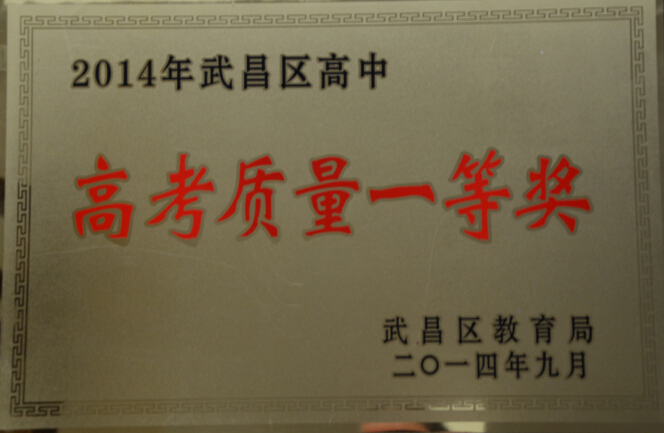 2014年武昌区高中
高考质量一等奖
武昌区教育局
二〇一四年九月